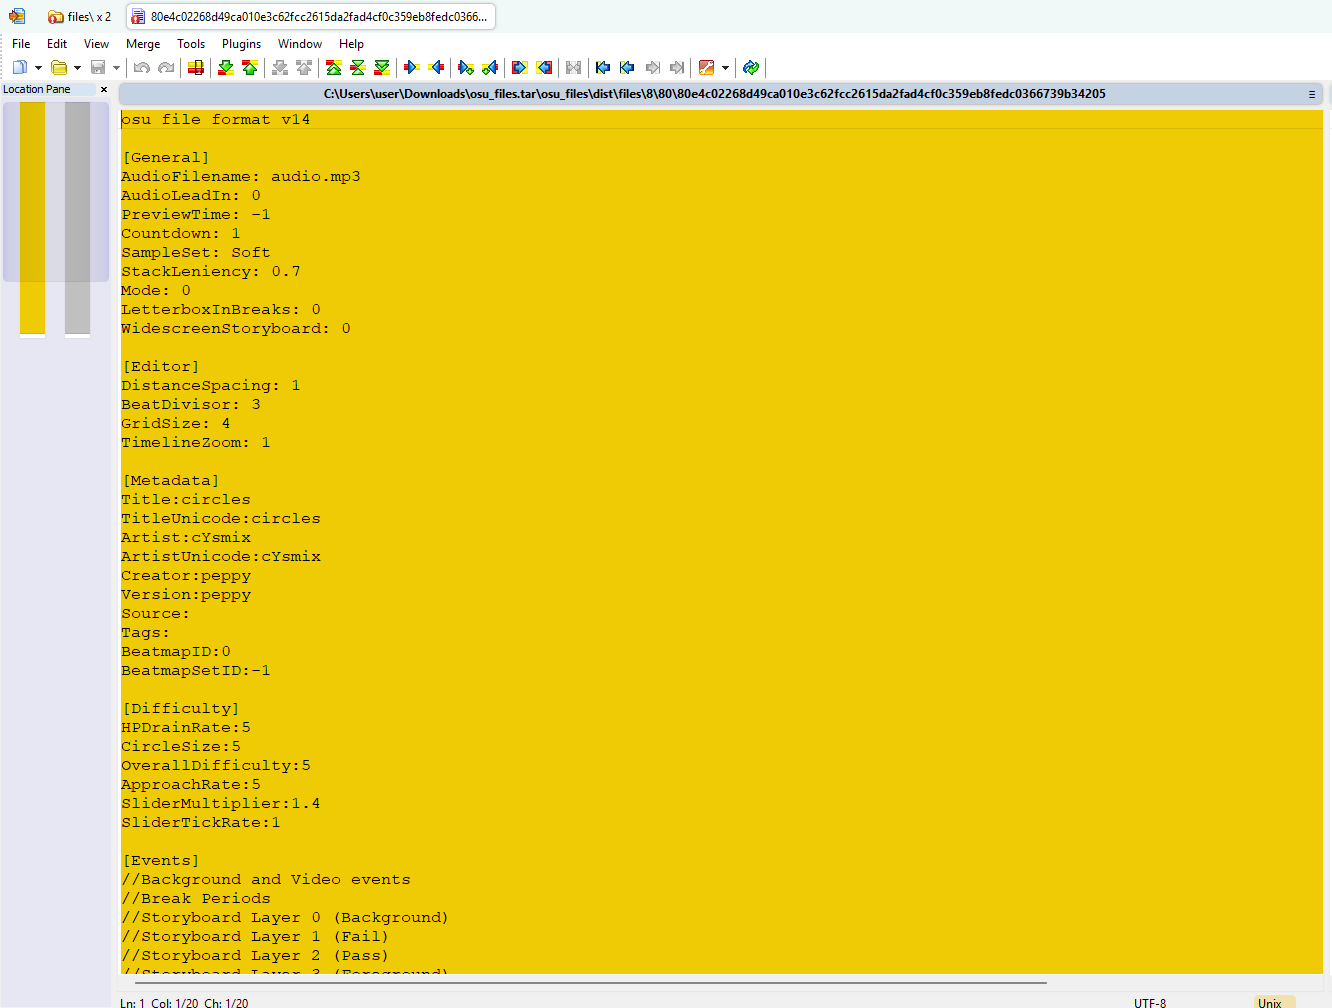 files\ x 2
80e4c02268d49ca010e3c62fcc2615da2fad4cf0c359eb8fedc0366...
File Edit View Merge Tools Plugins Window Help
Location Pane
C:\Users\user\Downloads\osu_files.tar\osu_files\dist\files\8\80\80e4c02268d49ca010e3c62fcc2615da2fad4cf0c359eb8fedc0366739b34205
osu file format v14
[General]
AudioFilename: audio.mp3
AudioLeadIn: 0
PreviewTime: -1
Countdown: 1
SampleSet: Soft
StackLeniency: 0.7
Mode: 0
LetterboxInBreaks: 0
WidescreenStoryboard: 0
[Editor]
DistanceSpacing: 1
BeatDivisor: 3
GridSize: 4
TimelineZoom: 1
[Metadata]
Title:circles
TitleUnicode:circles
Artist:cYsmix
ArtistUnicode:cYsmix
Creator:peppy
Version:peppy
Source:
Tags:
BeatmapID:0
BeatmapSetID:-1
[Difficulty]
HPDrainRate:5
CircleSize:5
OverallDifficulty:5
ApproachRate:5
SliderMultiplier:1.4
SliderTickRate:1
[Events]
//Background and Video events
//Break Periods
//Storyboard Layer 0 (Background)
//Storyboard Layer 1 (Fail)
//Storyboard Layer 2 (Pass)
//Storyboard Layer 3 (Foreground)
Ln: 1 Col: 1/20 Ch: 1/20
UTF-8
Unix